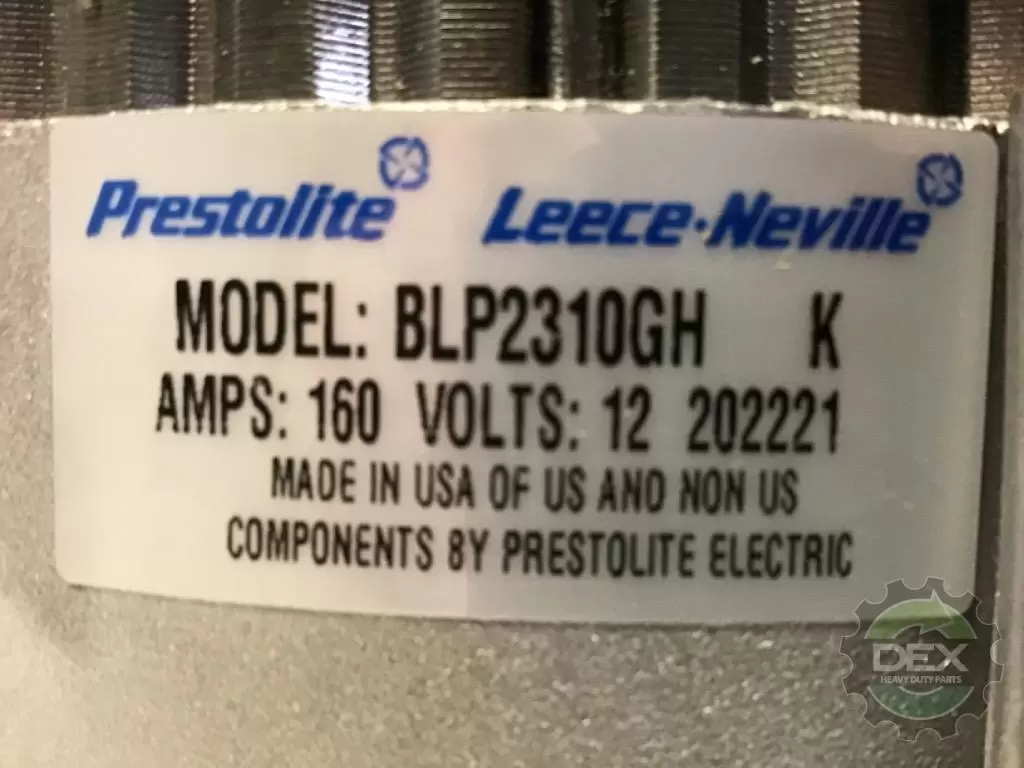 Prestolite Leece-Neville
MODEL: BLP2310GH K
AMPS: 160 VOLTS: 12 202221
MADE IN USA OF US AND NON US
COMPONENTS BY PRESTOLITE ELECTRIC
DEX
HEAVY DUTY PARTS